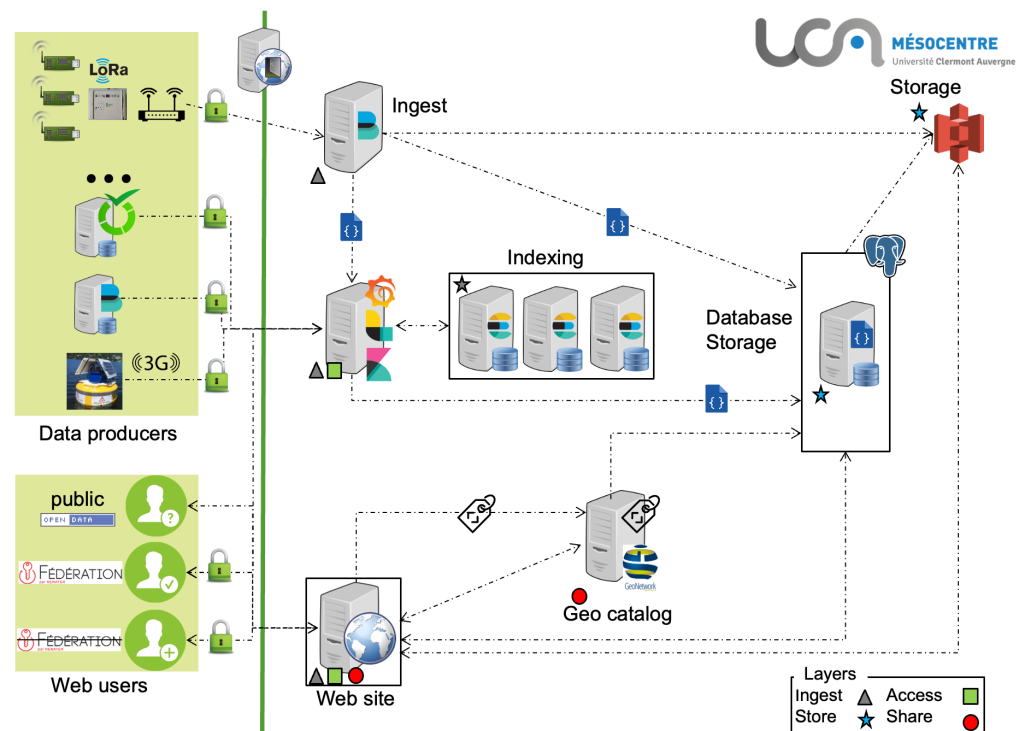 LoRa
((3G))
Data producers
public
OPEN DATA
FÉDÉRATION
FÉDÉRATION
Web users
Ingest
{ }
{ }
Indexing
{ }
Database
Storage
{ }
GeoNetwork
Geo catalog
Web site
uca
MÉSOCENTRE
Université Clermont Auvergne
Storage
Layers
Ingest Access
Store Share